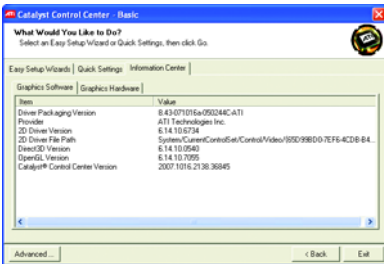 ATI Catalyst Control Center - Basic
What Would You Like to Do?
Select an Easy Setup Wizard or Quick Settings, then click Go.
ATI
Easy Setup Wizards Quick Settings Information Center
Graphics Software Graphics Hardware
Item Value
Driver Packaging Version 8.43-071016a-050244C-ATI
Provider ATI Technologies Inc.
2D Driver Version 6.14.10.6734
2D Driver File Path System/CurrentControlSet/Control/Video/{65D99BD0-7EF6-4CDB-B4...
Direct3D Version 6.14.10.0540
OpenGL Version 6.14.10.7055
Catalyst® Control Center Version 2007.1016.2138.36845
Advanced... < Back Exit